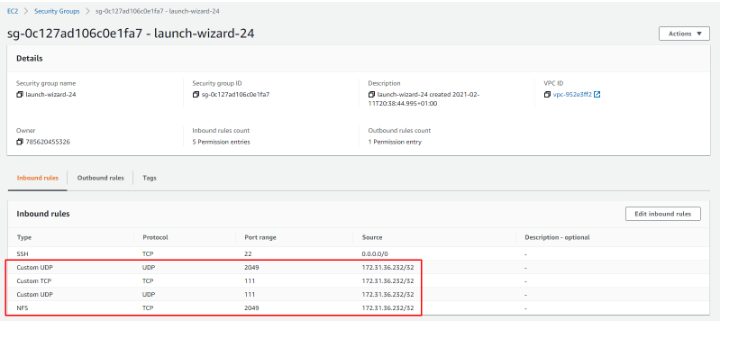 EC2 > Security Groups > sg-0c127ad106c0e1fa7 - launch-wizard-24
sg-0c127ad106c0e1fa7 - launch-wizard-24
Actions ▼
Details
Security group name
launch-wizard-24
Security group ID
sg-0c127ad106c0e1fa7
Description
launch-wizard-24 created 2021-02-
11T20:38:44.995+01:00
VPC ID
vpc-952e3ff2
Owner
785620455326
Inbound rules count
5 Permission entries
Outbound rules count
1 Permission entry
Inbound rules Outbound rules Tags
Inbound rules
Edit inbound rules
Type Protocol Port range Source Description - optional
SSH TCP 22 0.0.0.0/0 -
Custom UDP UDP 2049 172.31.36.232/32 -
Custom TCP TCP 111 172.31.36.232/32 -
Custom UDP UDP 111 172.31.36.232/32 -
NFS TCP 2049 172.31.36.232/32 -